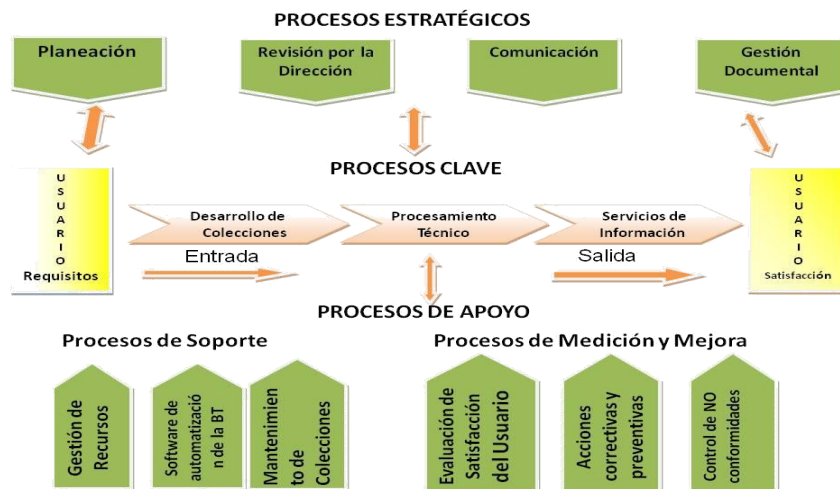 PROCESOS ESTRATÉGICOS
Planeación
Revisión por la
Dirección
Comunicación
Gestión
Documental
PROCESOS CLAVE
USUARIO
Requisitos
Desarrollo de
Colecciones
Procesamiento
Técnico
Servicios de
Información
Entrada
Salida
USUARIO
Satisfacción
PROCESOS DE APOYO
Procesos de Soporte
Procesos de Medición y Mejora
Gestión de
Recursos
Software de
automatizació
n de la BT
Mantenimien
to de
Colecciones
Evaluación de
Satisfacción
del Usuario
Acciones
correctivas y
preventivas
Control de NO
conformidades